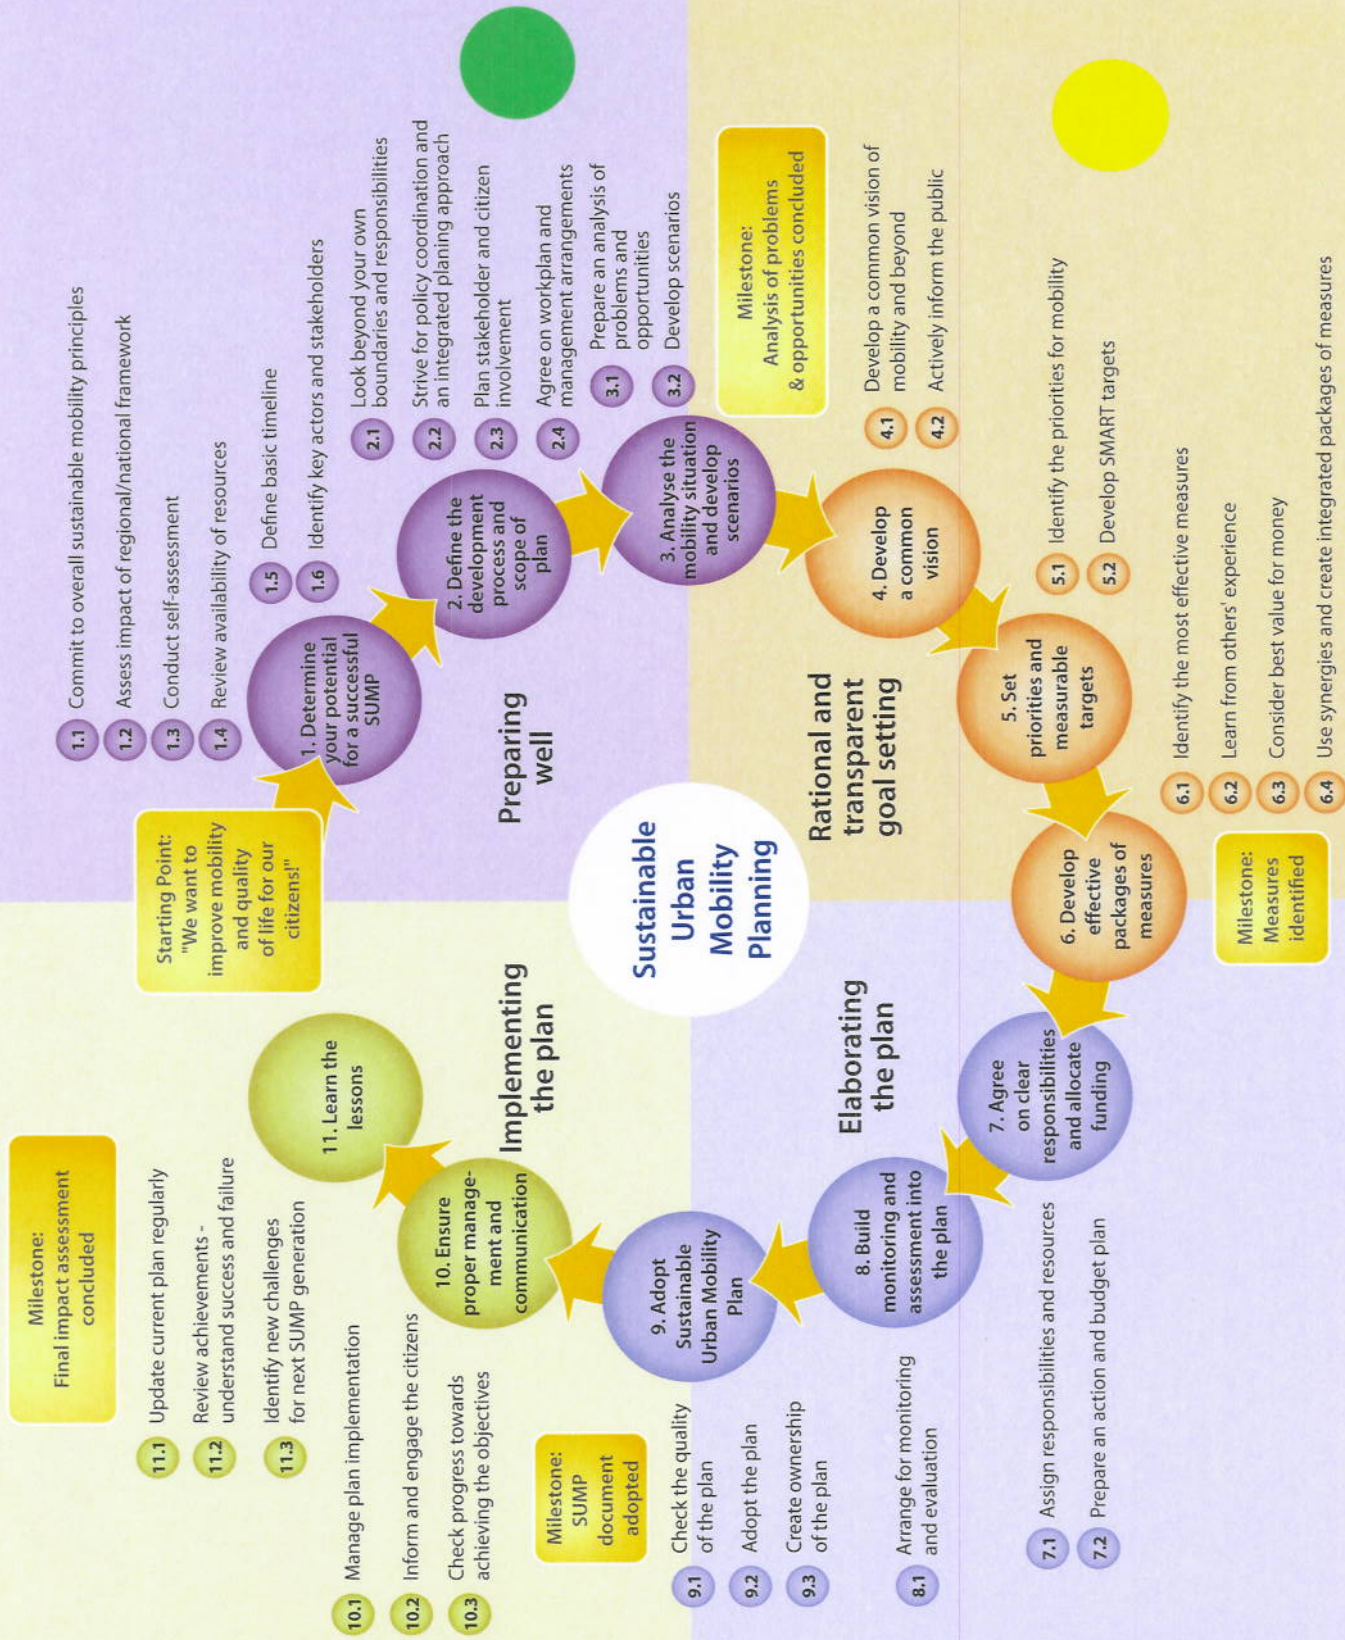 Starting Point:
"We want to
improve mobility
and quality
of life for our
citizens!"
Sustainable
Urban
Mobility
Planning
Preparing
well
1. Determine
your potential
for a successful
SUMP
1.1 Commit to overall sustainable mobility principles
1.2 Assess impact of regional/national framework
1.3 Conduct self-assessment
1.4 Review availability of resources
1.5 Define basic timeline
1.6 Identify key actors and stakeholders
2. Define the
development
process and
scope of
plan
2.1 Look beyond your own
boundaries and responsibilities
2.2 Strive for policy coordination and
an integrated planing approach
2.3 Plan stakeholder and citizen
involvement
2.4 Agree on workplan and
management arrangements
3. Analyse the
mobility situation
and develop
scenarios
3.1 Prepare an analysis of
problems and
opportunities
3.2 Develop scenarios
Milestone:
Analysis of problems
& opportunities concluded
Rational and
transparent
goal setting
4. Develop
a common
vision
4.1 Develop a common vision of
mobility and beyond
4.2 Actively inform the public
5. Set
priorities and
measurable
targets
5.1 Identify the priorities for mobility
5.2 Develop SMART targets
6. Develop
effective
packages of
measures
6.1 Identify the most effective measures
6.2 Learn from others' experience
6.3 Consider best value for money
6.4 Use synergies and create integrated packages of measures
Milestone:
Measures
identified
Elaborating
the plan
7. Agree
on clear
responsibilities
and allocate
funding
7.1 Assign responsibilities and resources
7.2 Prepare an action and budget plan
8. Build
monitoring and
assessment into
the plan
8.1 Arrange for monitoring
and evaluation
9. Adopt
Sustainable
Urban Mobility
Plan
9.1 Check the quality
of the plan
9.2 Adopt the plan
9.3 Create ownership
of the plan
Milestone:
SUMP
document
adopted
Implementing
the plan
10. Ensure
proper manage-
ment and
communication
10.1 Manage plan implementation
10.2 Inform and engage the citizens
10.3 Check progress towards
achieving the objectives
11. Learn the
lessons
11.1 Update current plan regularly
11.2 Review achievements -
understand success and failure
11.3 Identify new challenges
for next SUMP generation
Milestone:
Final impact assessment
concluded